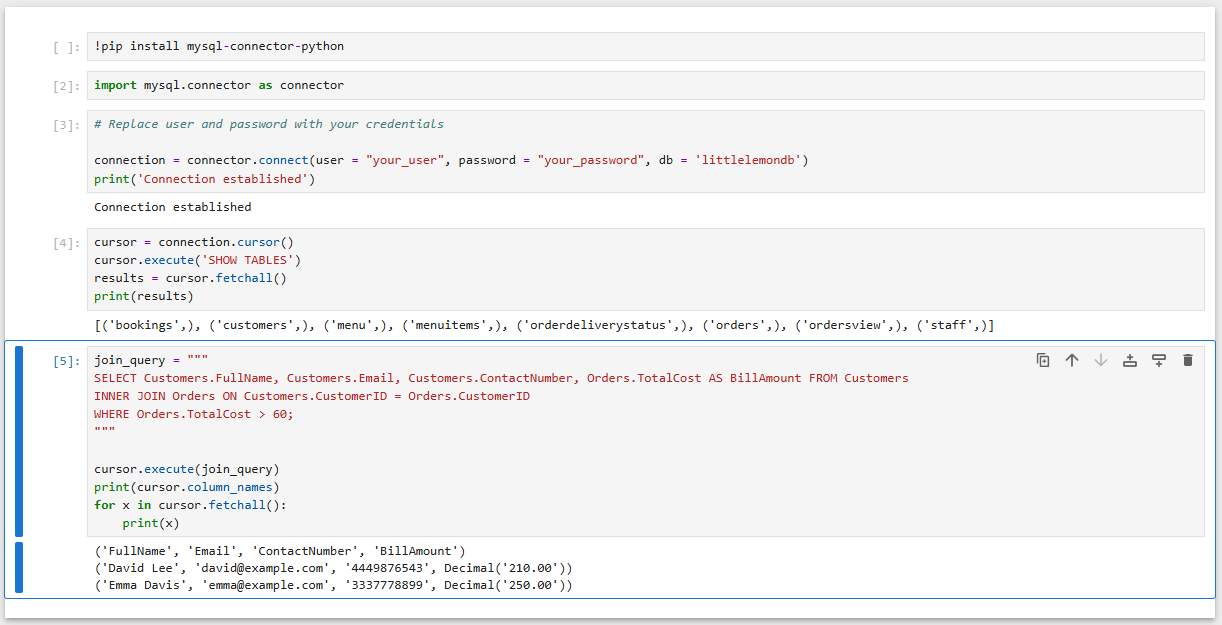 [ ]: !pip install mysql-connector-python
[2]: import mysql.connector as connector
[3]: # Replace user and password with your credentials
connection = connector.connect(user = "your_user", password = "your_password", db = 'littlelemondb')
print('Connection established')
Connection established
[4]: cursor = connection.cursor()
cursor.execute('SHOW TABLES')
results = cursor.fetchall()
print(results)
[('bookings',), ('customers',), ('menu',), ('menuitems',), ('orderdeliverystatus',), ('orders',), ('ordersview',), ('staff',)]
[5]: join_query = """
SELECT Customers.FullName, Customers.Email, Customers.ContactNumber, Orders.TotalCost AS BillAmount FROM Customers
INNER JOIN Orders ON Customers.CustomerID = Orders.CustomerID
WHERE Orders.TotalCost > 60;
"""
cursor.execute(join_query)
print(cursor.column_names)
for x in cursor.fetchall():
    print(x)
('FullName', 'Email', 'ContactNumber', 'BillAmount')
('David Lee', 'david@example.com', '4449876543', Decimal('210.00'))
('Emma Davis', 'emma@example.com', '3337778899', Decimal('250.00'))